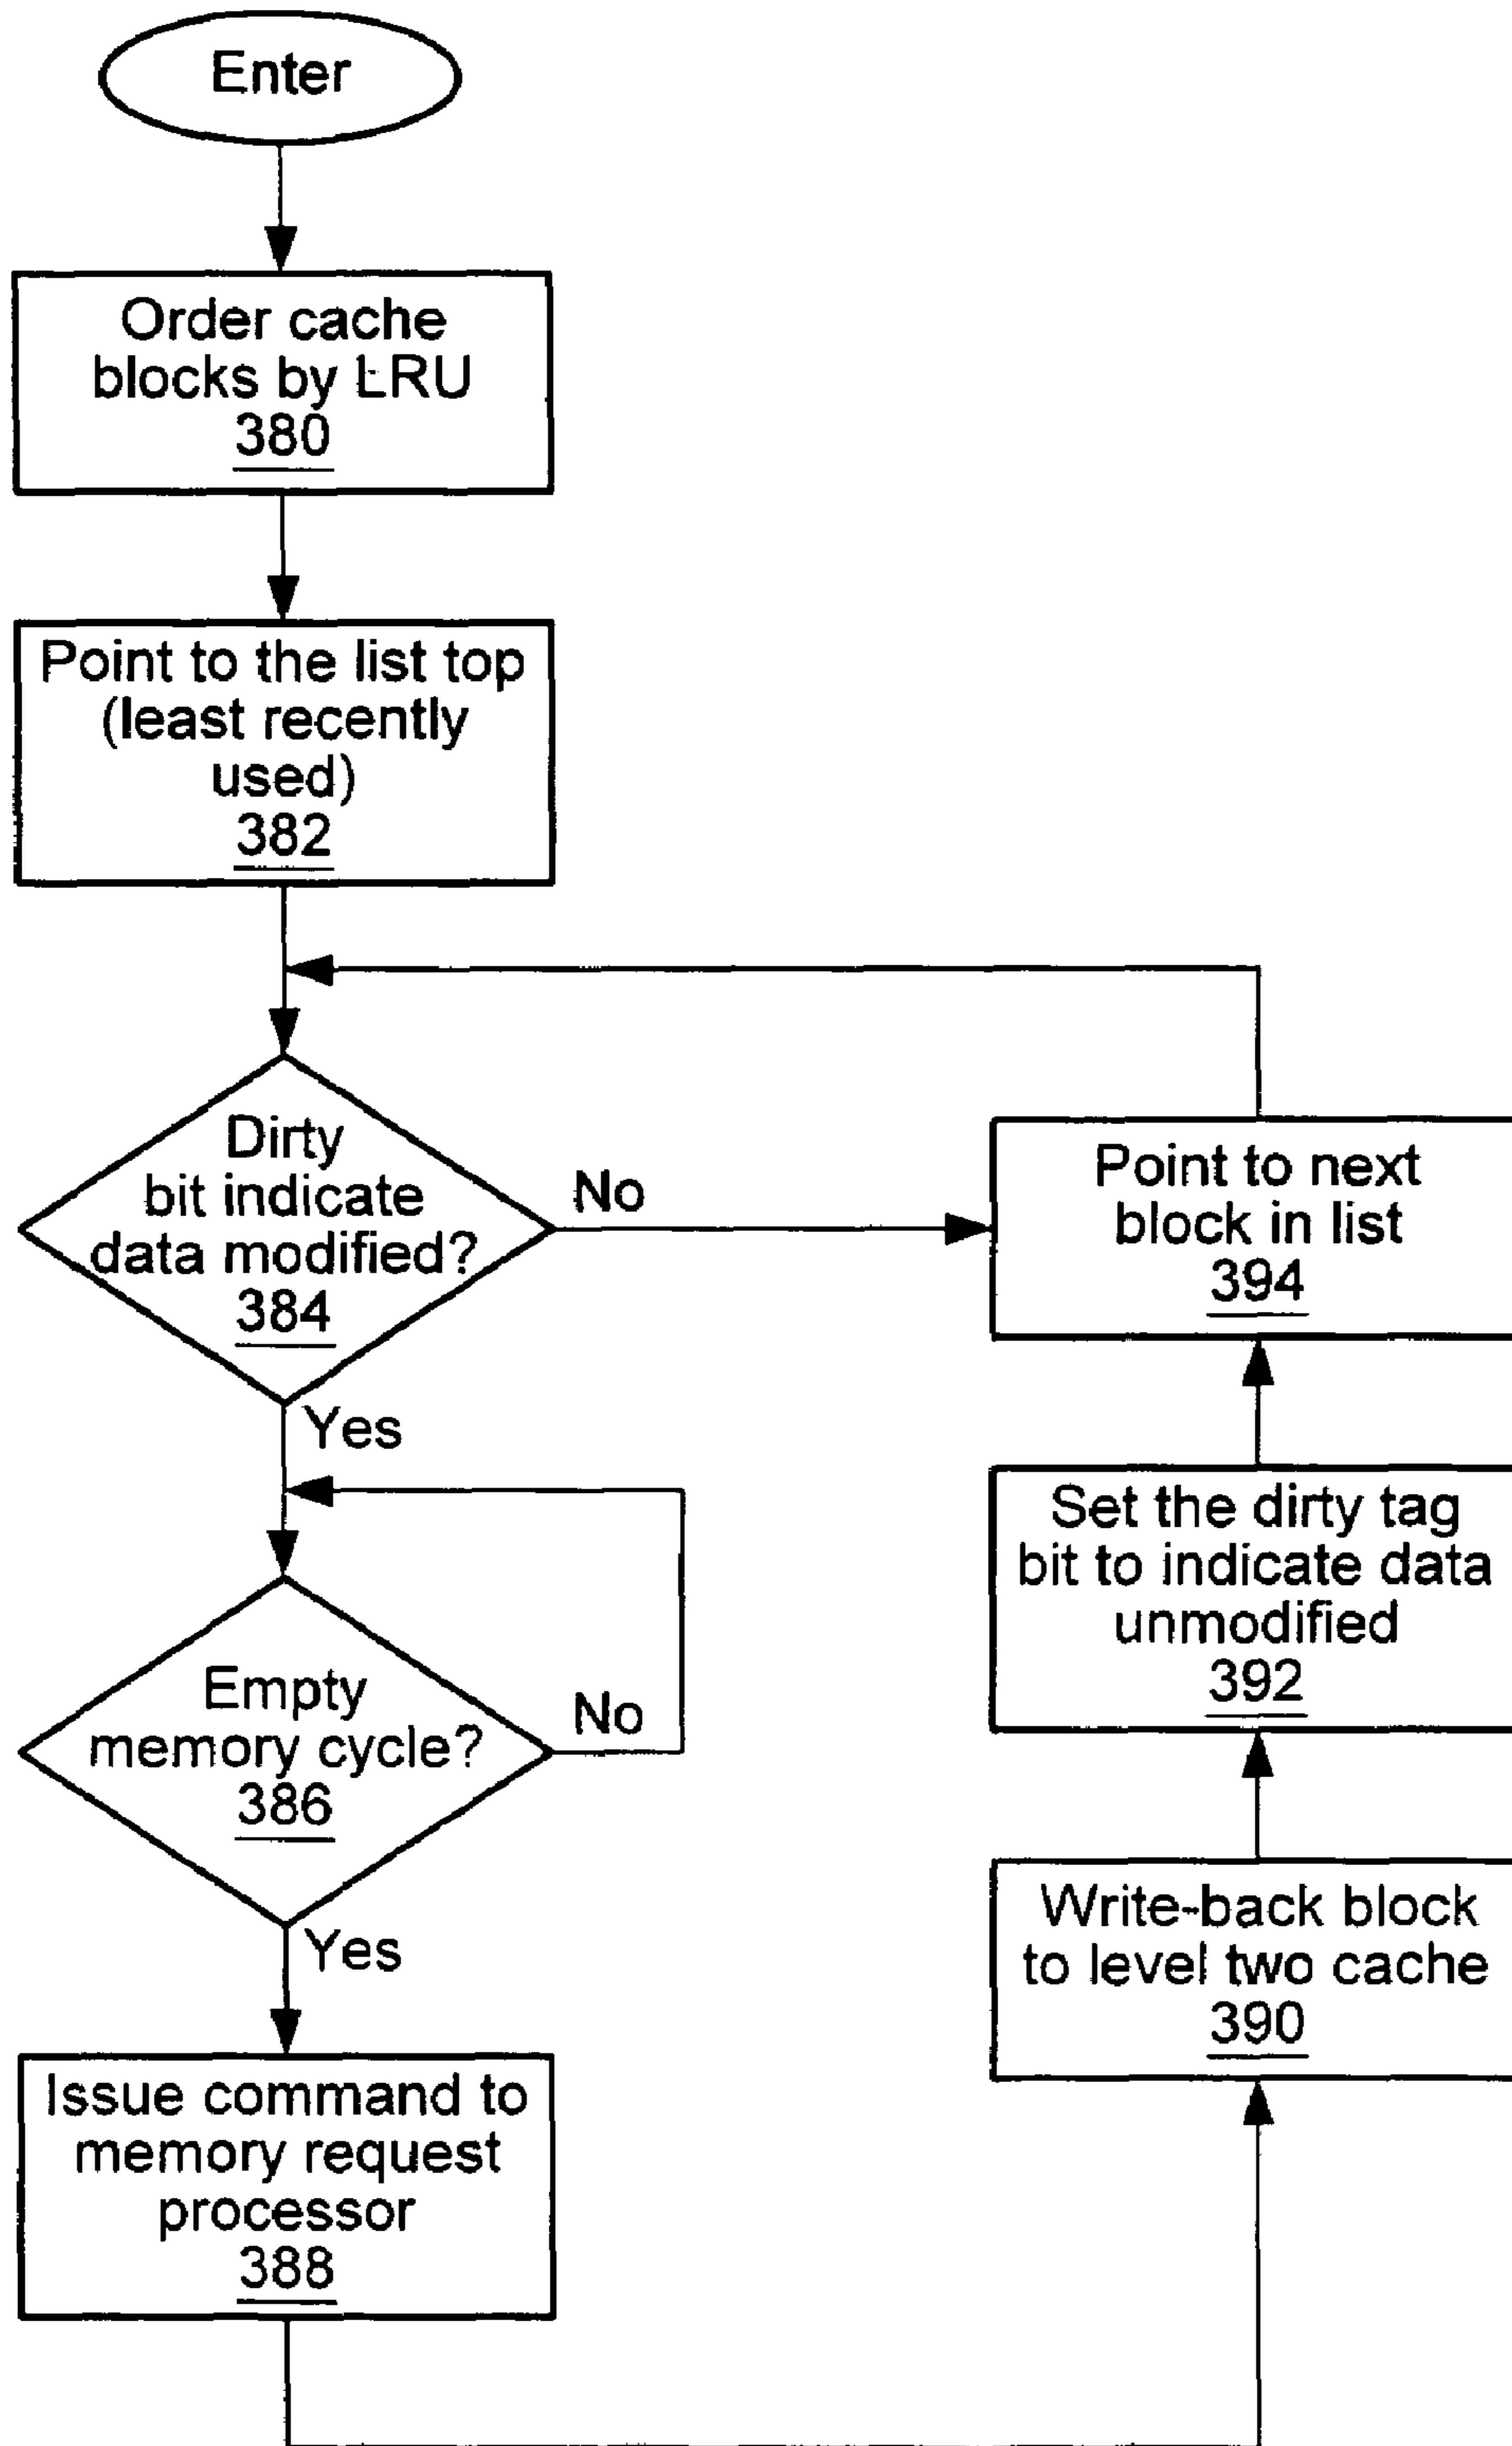 Enter
Order cache
blocks by LRU
380
Point to the list top
(least recently
used)
382
Dirty
bit indicate
data modified?
384
No
Yes
Point to next
block in list
394
Set the dirty tag
bit to indicate data
unmodified
392
Empty
memory cycle?
386
No
Yes
Write-back block
to level two cache
390
Issue command to
memory request
processor
388